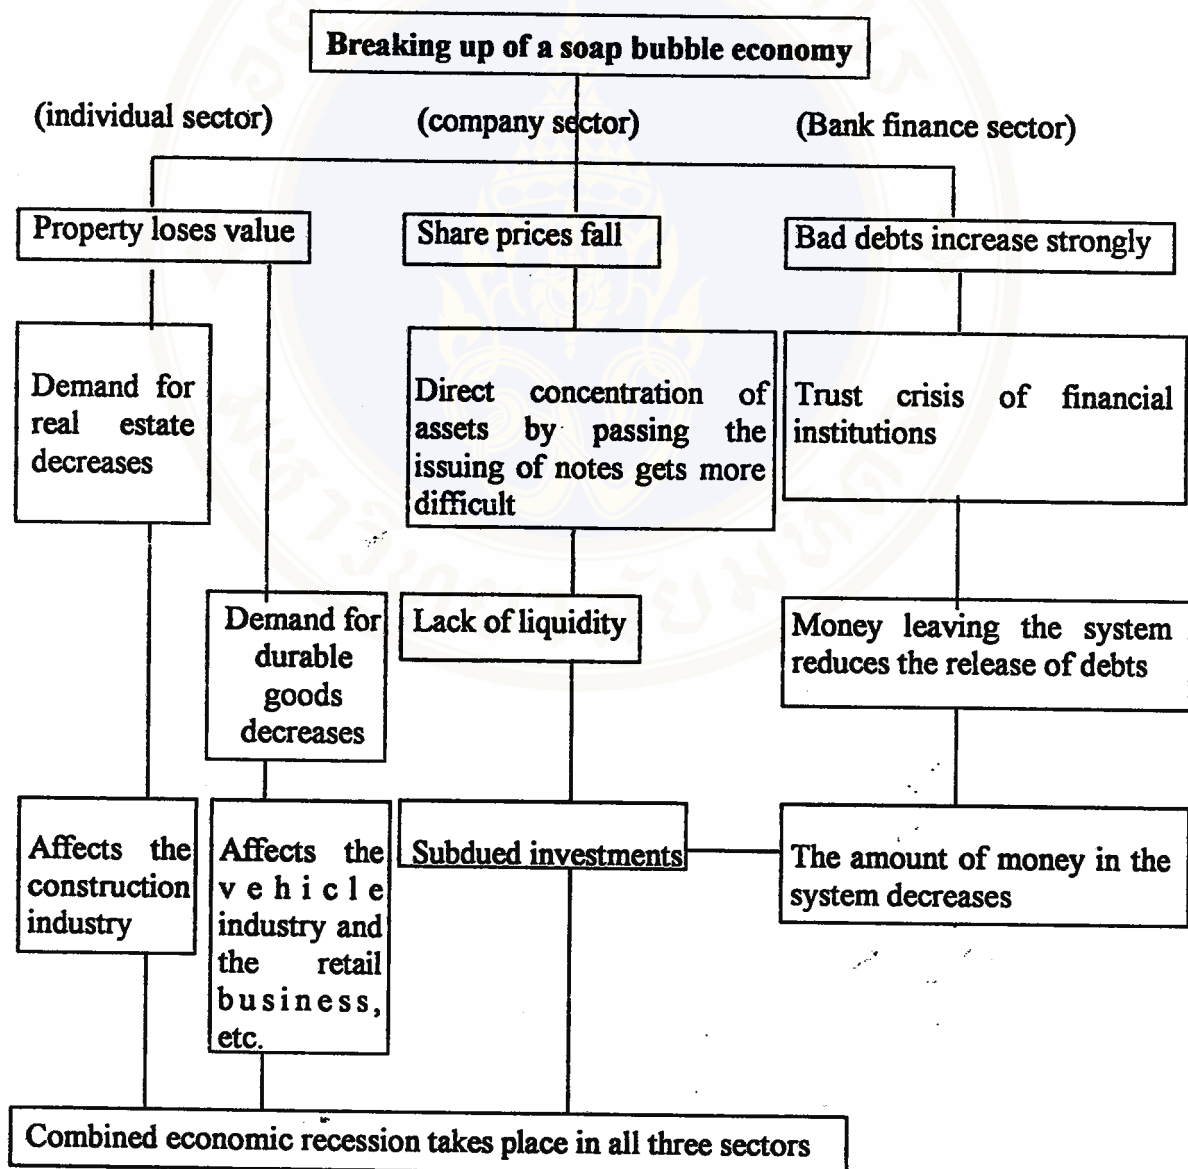 Breaking up of a soap bubble economy
(individual sector)
(company sector)
(Bank finance sector)
Property loses value
Share prices fall
Bad debts increase strongly
Demand for
real estate
decreases
Direct concentration of
assets by passing the
issuing of notes gets more
difficult
Trust crisis of financial
institutions
Demand for
durable
goods
decreases
Lack of liquidity
Money leaving the system
reduces the release of debts
Affects the
construction
industry
Affects the
vehicle
industry and
the retail
business,
etc.
Subdued investments
The amount of money in the
system decreases
Combined economic recession takes place in all three sectors